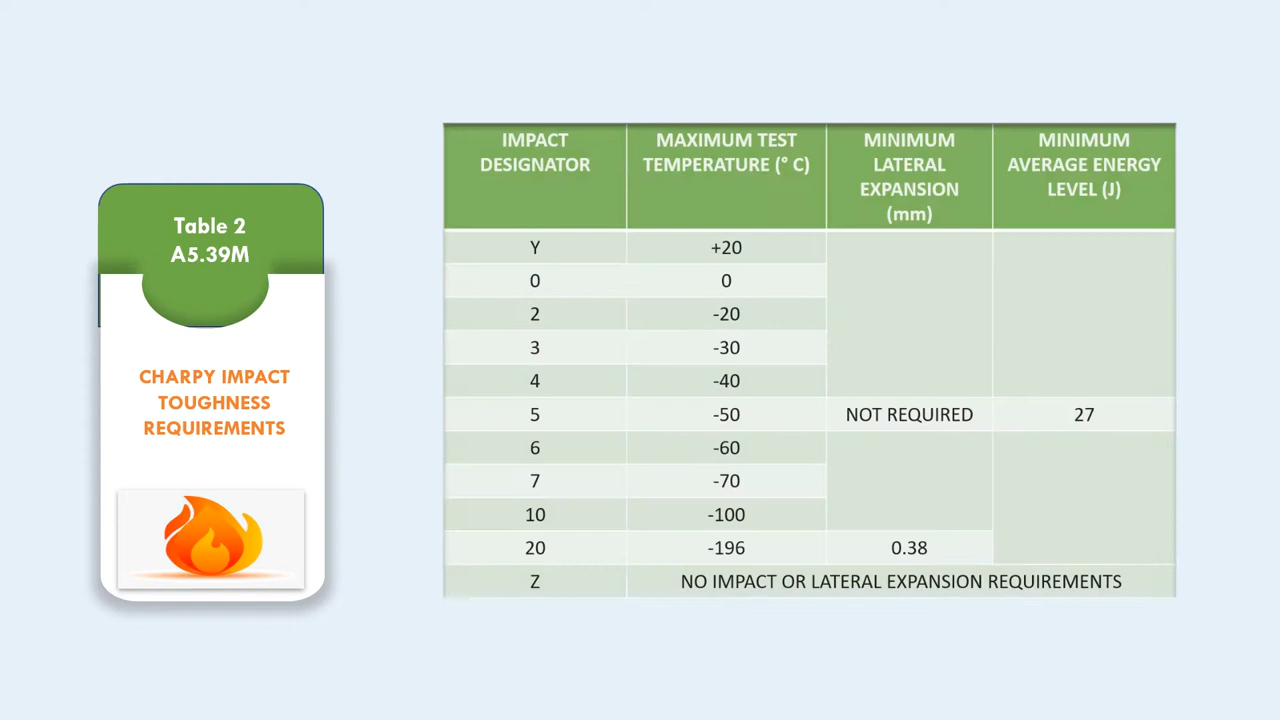 Table 2
A5.39M
CHARPY IMPACT
TOUGHNESS
REQUIREMENTS
IMPACT
DESIGNATOR
MAXIMUM TEST
TEMPERATURE (° C)
MINIMUM
LATERAL
EXPANSION
(mm)
MINIMUM
AVERAGE ENERGY
LEVEL (J)
Y +20
0 0
2 -20
3 -30
4 -40
5 -50 NOT REQUIRED 27
6 -60
7 -70
10 -100
20 -196 0.38
Z NO IMPACT OR LATERAL EXPANSION REQUIREMENTS